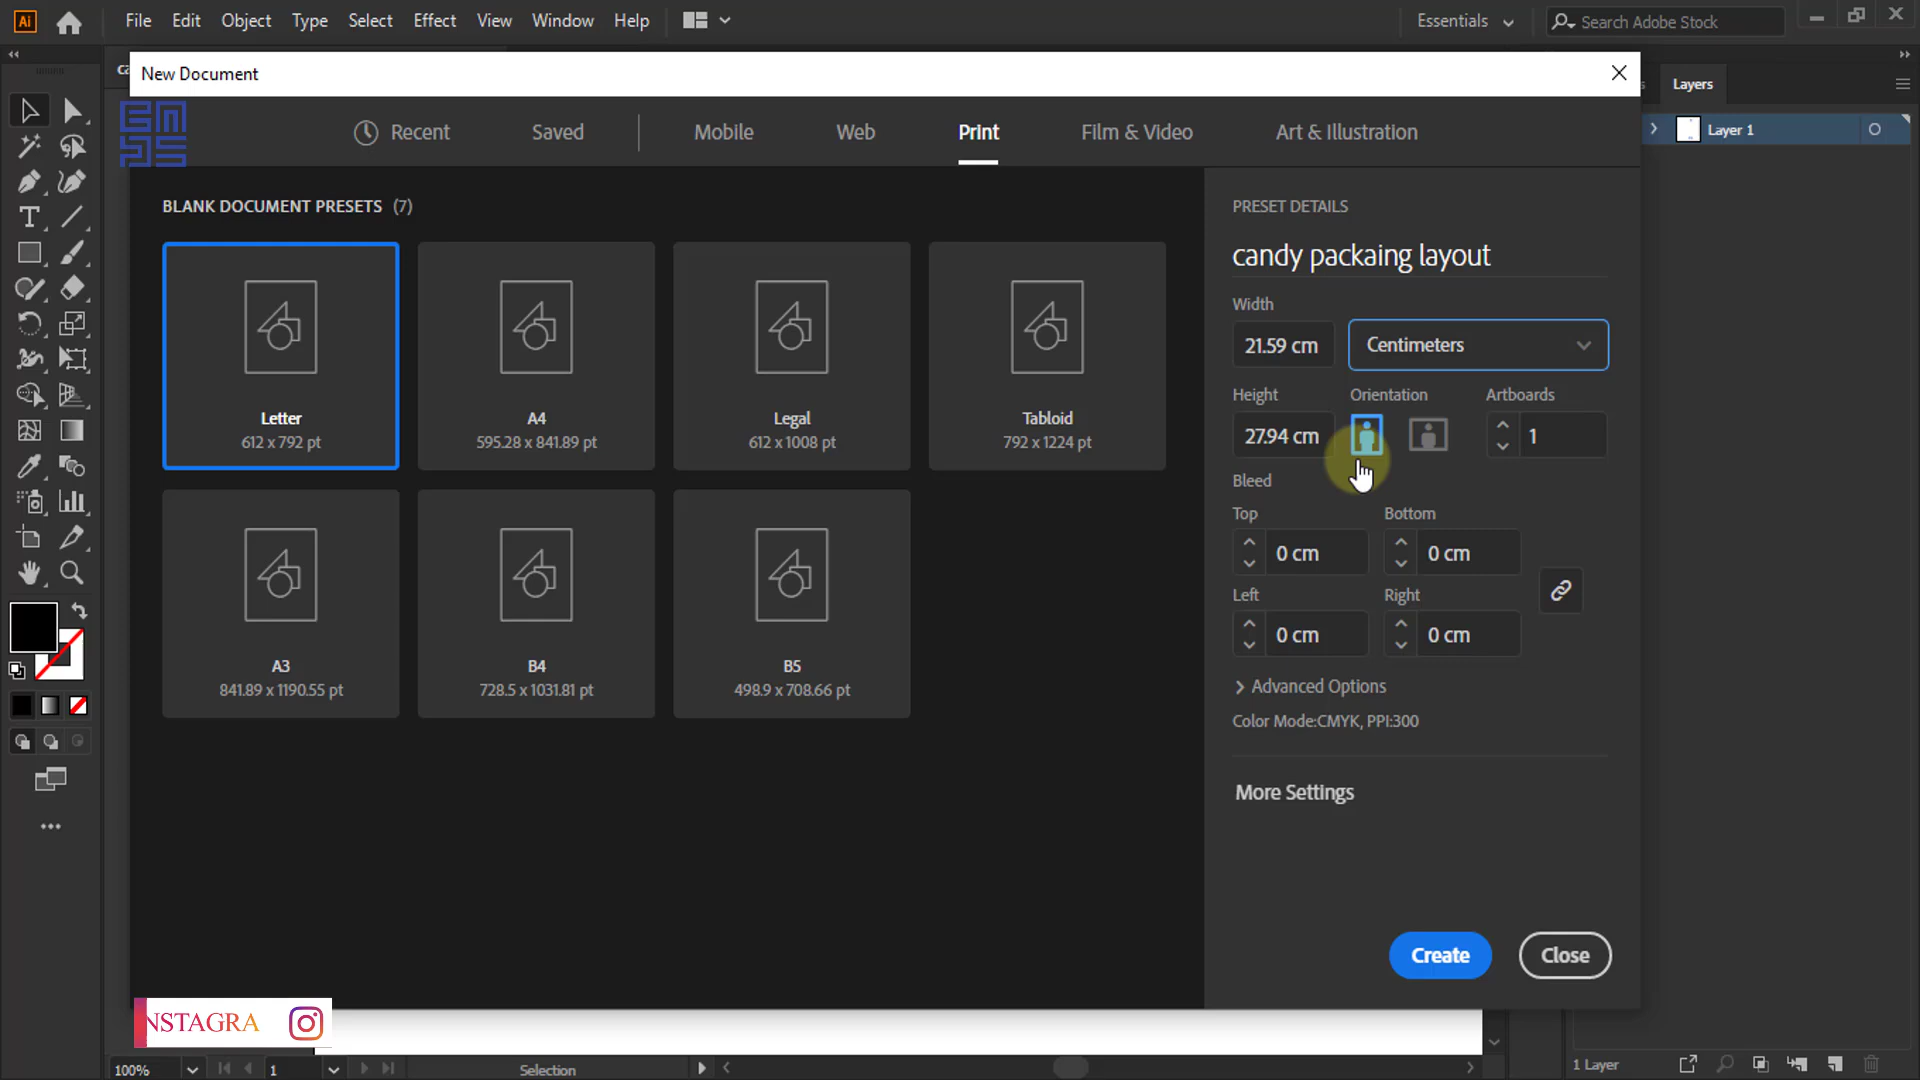 Ai File Edit Object Type Select Effect View Window Help Essentials Search Adobe Stock
New Document
Layers
Layer 1
Recent Saved Mobile Web Print Film & Video Art & Illustration
BLANK DOCUMENT PRESETS (7)
Letter
612 x 792 pt
A4
595.28 x 841.89 pt
Legal
612 x 1008 pt
Tabloid
792 x 1224 pt
A3
841.89 x 1190.55 pt
B4
728.5 x 1031.81 pt
B5
498.9 x 708.66 pt
PRESET DETAILS
candy packaing layout
Width
21.59 cm Centimeters
Height Orientation Artboards
27.94 cm 1
Bleed
Top Bottom
0 cm 0 cm
Left Right
0 cm 0 cm
Advanced Options
Color Mode:CMYK, PPI:300
More Settings
Create Close
NSTAGRA
100% 1 Selection 1 Layer